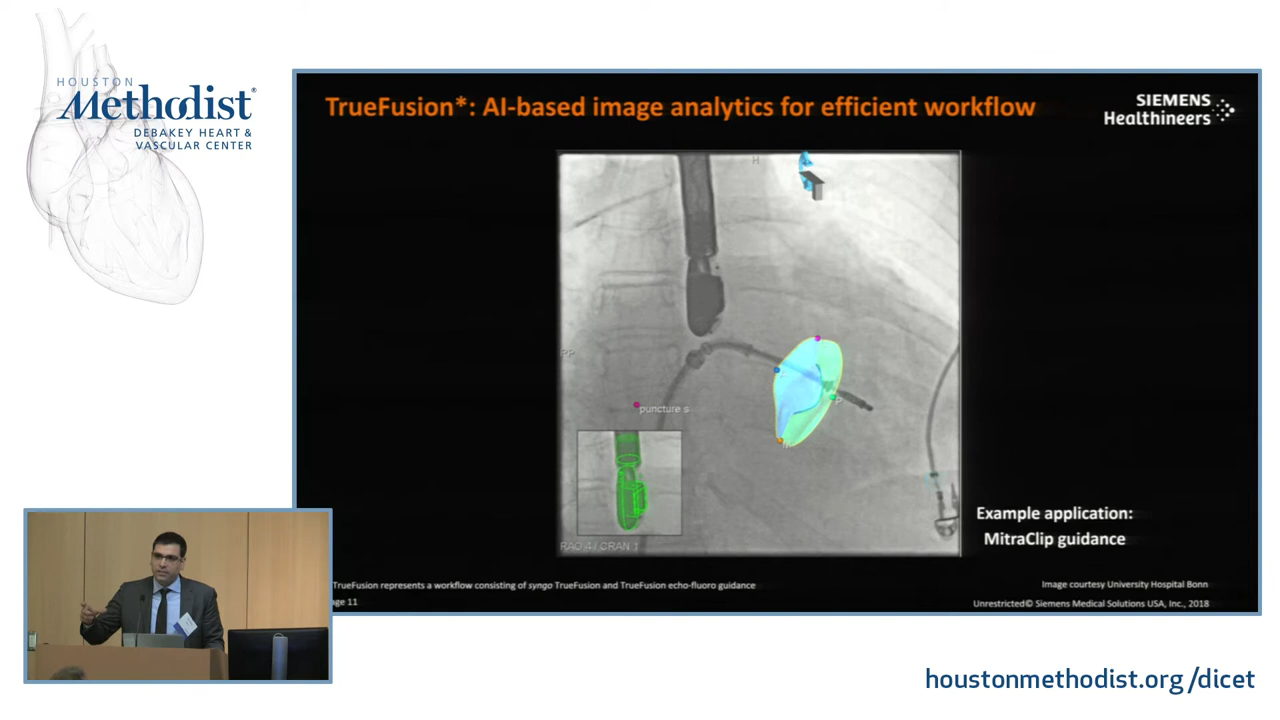 HOUSTON
Methodist®
DEBAKEY HEART &
VASCULAR CENTER
TrueFusion*: AI-based image analytics for efficient workflow
SIEMENS
Healthineers
H
RP
puncture s
RAO 4 / CRAN 1
Example application:
MitraClip guidance
TrueFusion represents a workflow consisting of syngo TrueFusion and TrueFusion echo-fluoro guidance
age 11
Image courtesy University Hospital Bonn
Unrestricted© Siemens Medical Solutions USA, Inc., 2018
houstonmethodist.org/dicet